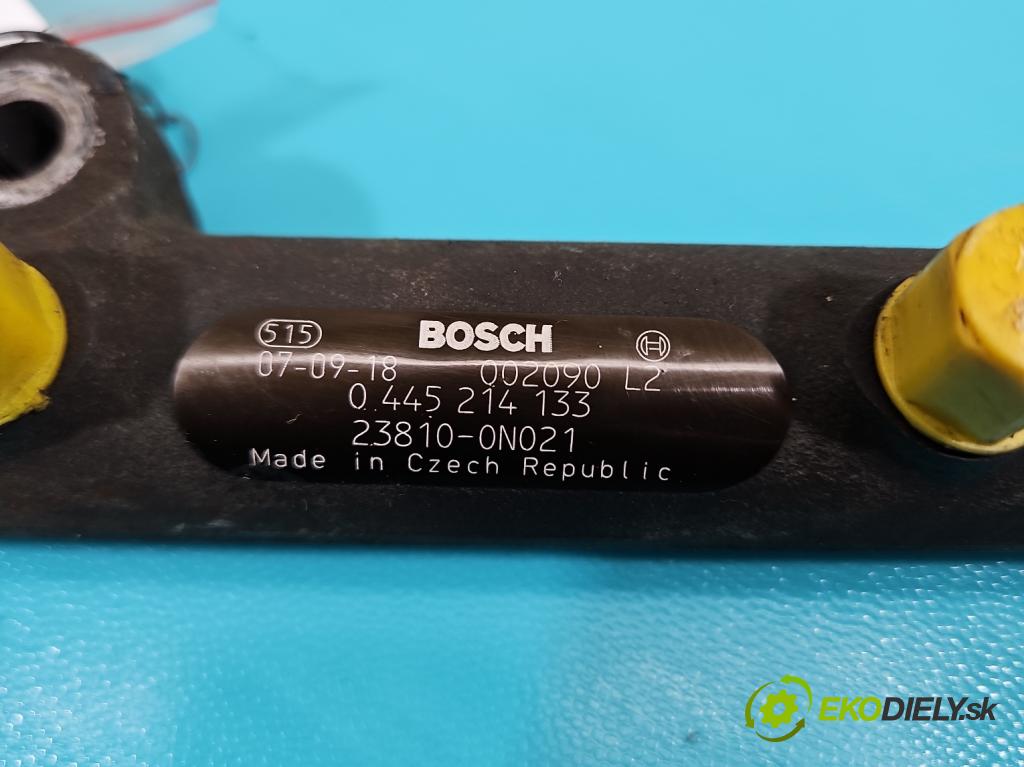 515 BOSCH H
07-09-18 002090 L2
0 445 214 133
23810-0N021
Made in Czech Republic
EKODIELY.sk